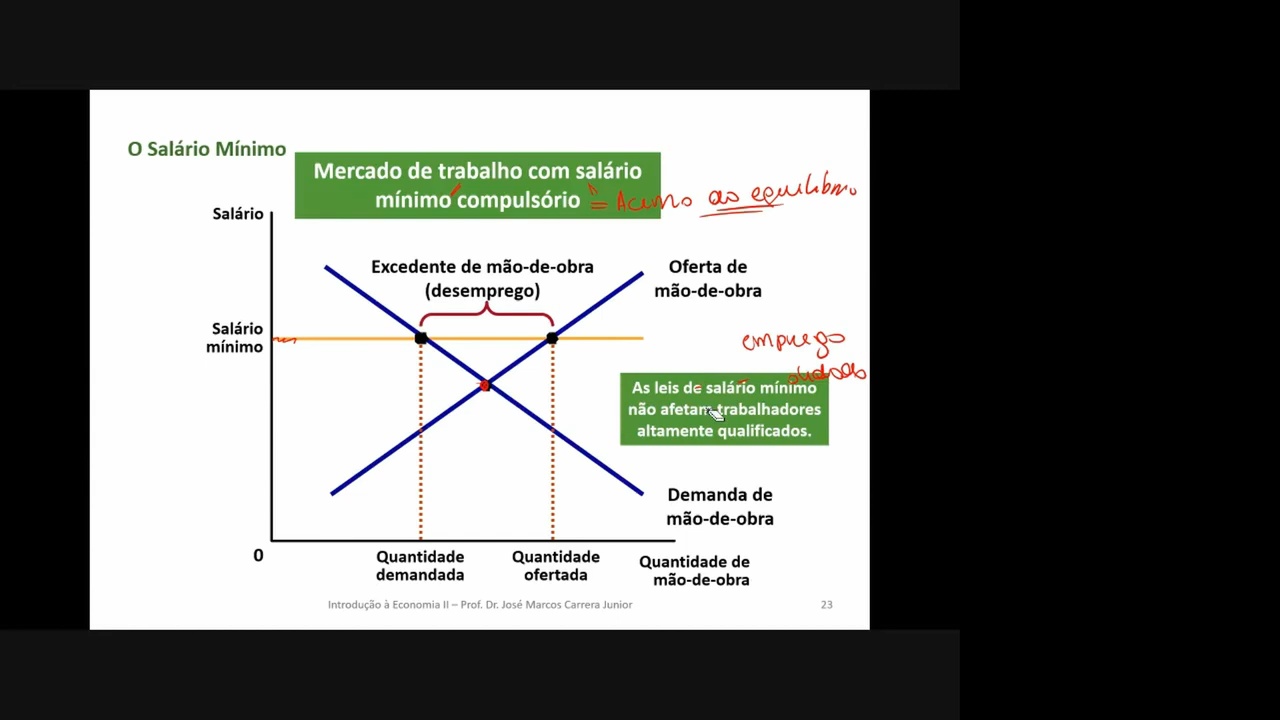 O Salário Mínimo
Mercado de trabalho com salário
mínimo compulsório
= Acima do equilíbrio
Salário
Excedente de mão-de-obra
(desemprego)
Oferta de
mão-de-obra
Salário
mínimo
emprego
As leis de salário mínimo
não afetam trabalhadores
altamente qualificados.
Demanda de
mão-de-obra
0
Quantidade
demandada
Quantidade
ofertada
Quantidade de
mão-de-obra
Introdução à Economia II – Prof. Dr. José Marcos Carrera Junior
23